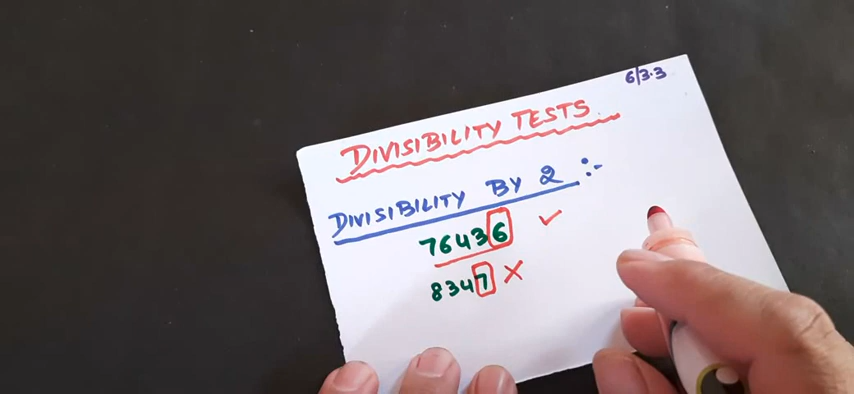 6/3.3
DIVISIBILITY TESTS
DIVISIBILITY BY 2 :-
76436 ✓
8347 ✗